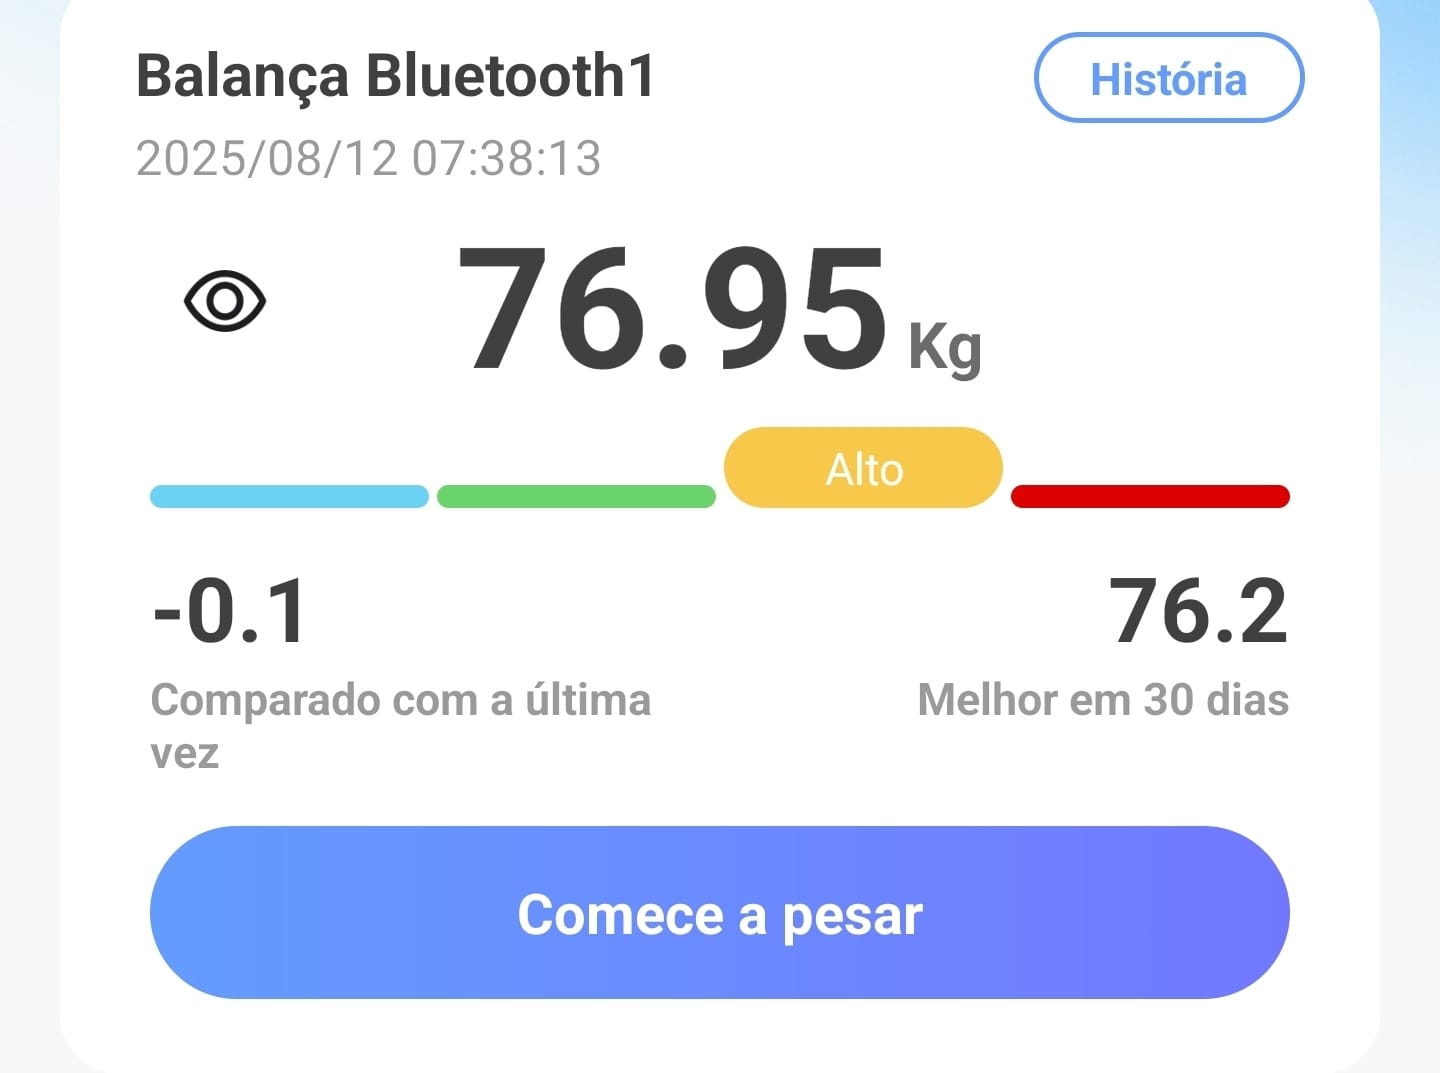 Balança Bluetooth1
História
2025/08/12 07:38:13
76.95 Kg
Alto
-0.1
76.2
Comparado com a última
vez
Melhor em 30 dias
Comece a pesar